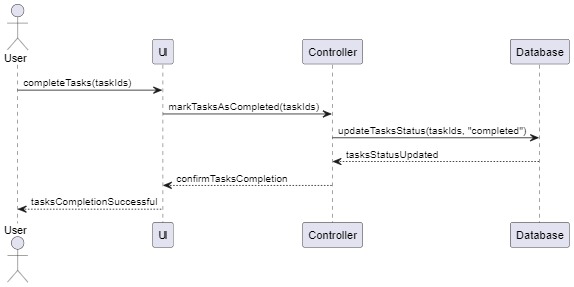 User
UI
Controller
Database
completeTasks(taskIds)
markTasksAsCompleted(taskIds)
updateTasksStatus(taskIds, "completed")
tasksStatusUpdated
confirmTasksCompletion
tasksCompletionSuccessful
User
UI
Controller
Database